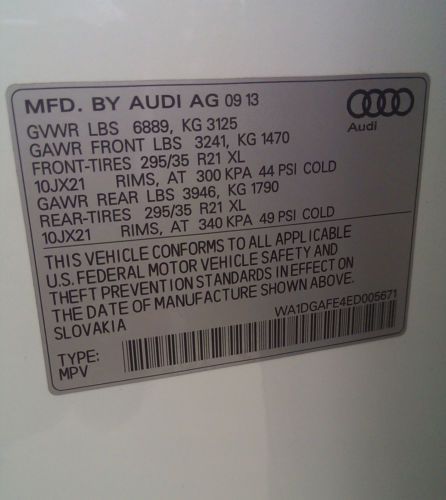 MFD. BY AUDI AG 09 13
Audi
GVWR LBS 6889, KG 3125
GAWR FRONT LBS 3241, KG 1470
FRONT-TIRES 295/35 R21 XL
10JX21 RIMS, AT 300 KPA 44 PSI COLD
GAWR REAR LBS 3946, KG 1790
REAR-TIRES 295/35 R21 XL
10JX21 RIMS, AT 340 KPA 49 PSI COLD
THIS VEHICLE CONFORMS TO ALL APPLICABLE
U.S. FEDERAL MOTOR VEHICLE SAFETY AND
THEFT PREVENTION STANDARDS IN EFFECT ON
THE DATE OF MANUFACTURE SHOWN ABOVE.
SLOVAKIA
WA1DGAFE4ED005671
TYPE:
MPV